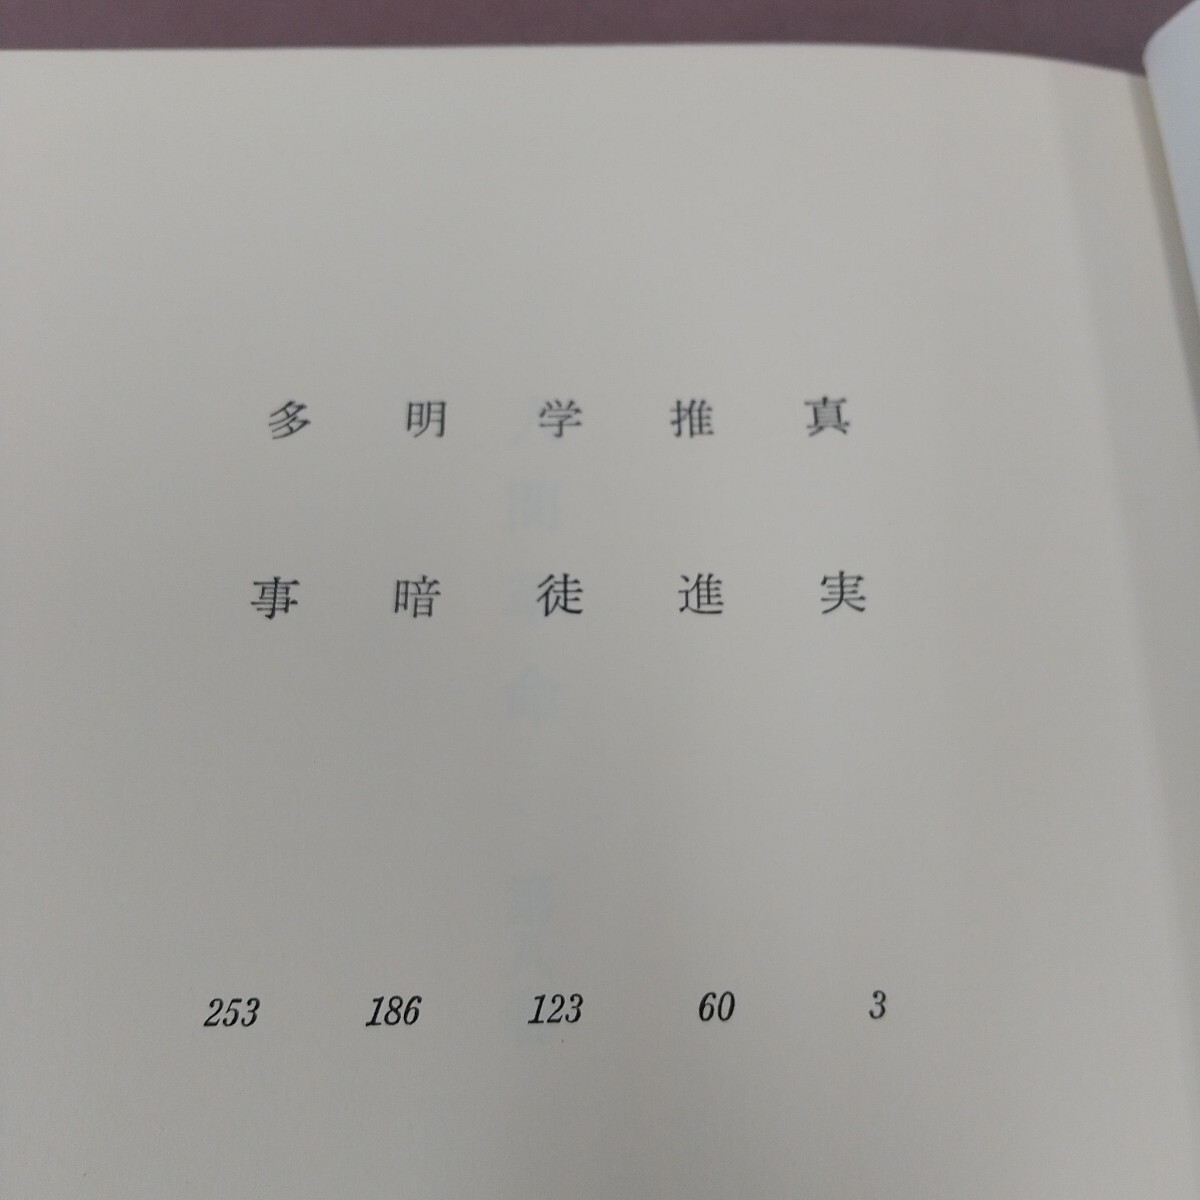 真実 3
推進 60
学徒 123
明暗 186
多事 253